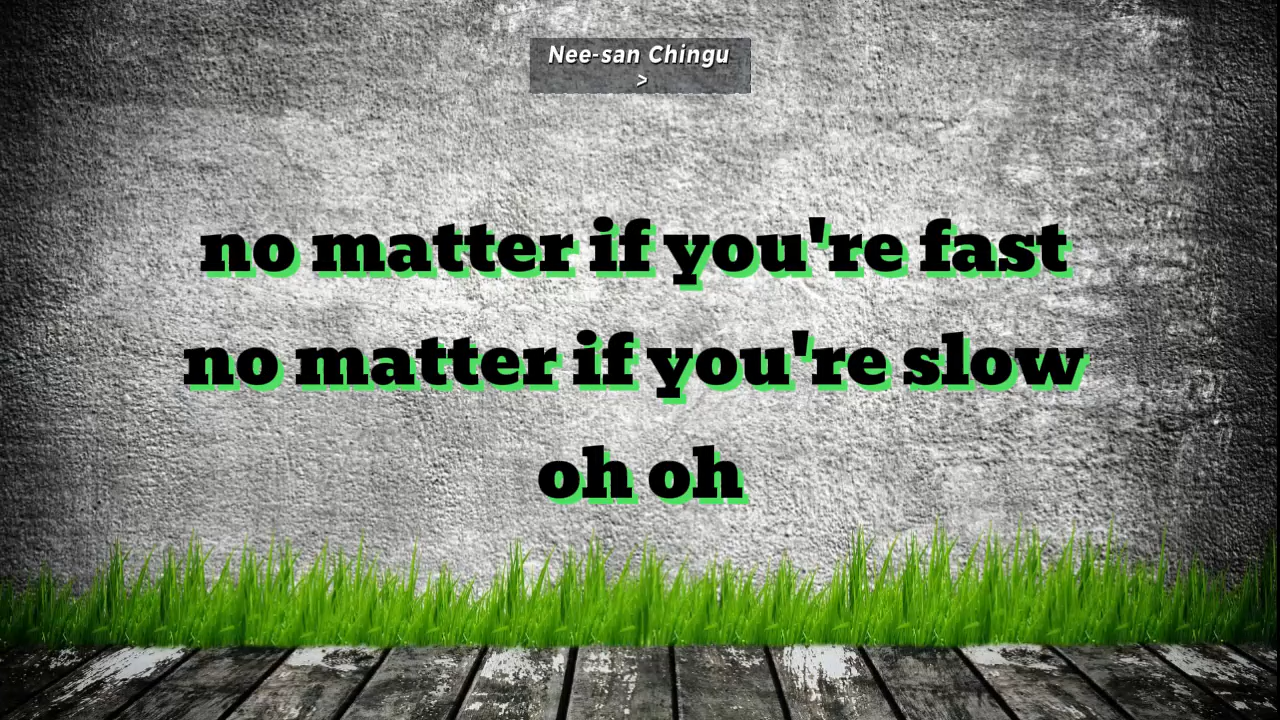 Nee-san Chingu
>
no matter if you're fast
no matter if you're slow
oh oh